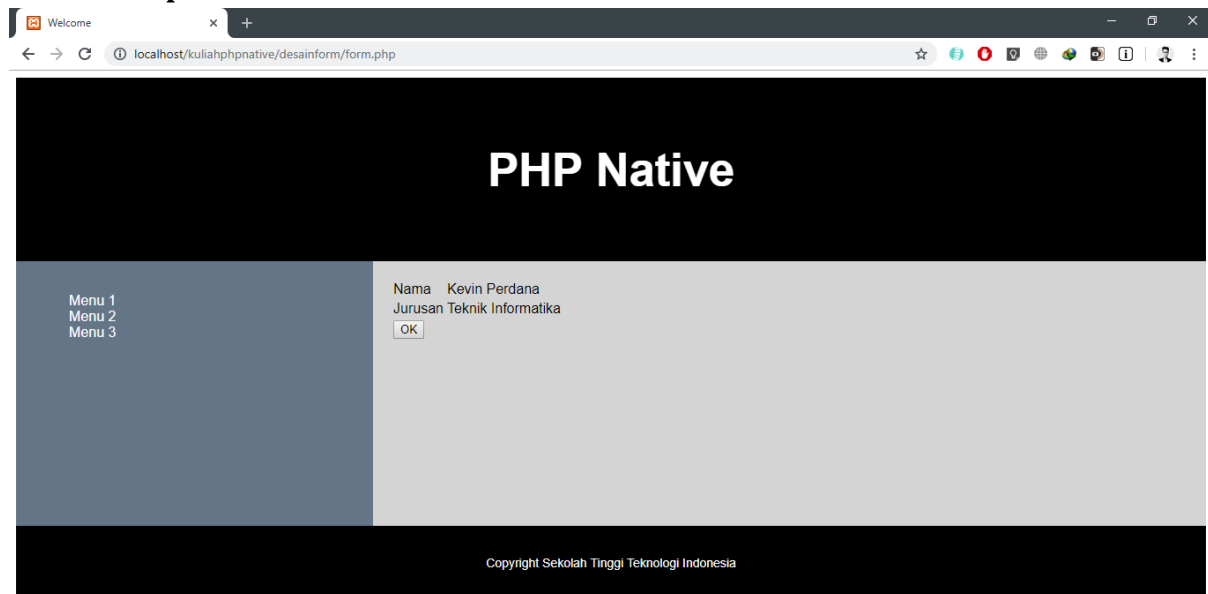 Welcome
localhost/kuliahphpnative/desainform/form.php
PHP Native
Menu 1
Menu 2
Menu 3
Nama Kevin Perdana
Jurusan Teknik Informatika
OK
Copyright Sekolah Tinggi Teknologi Indonesia